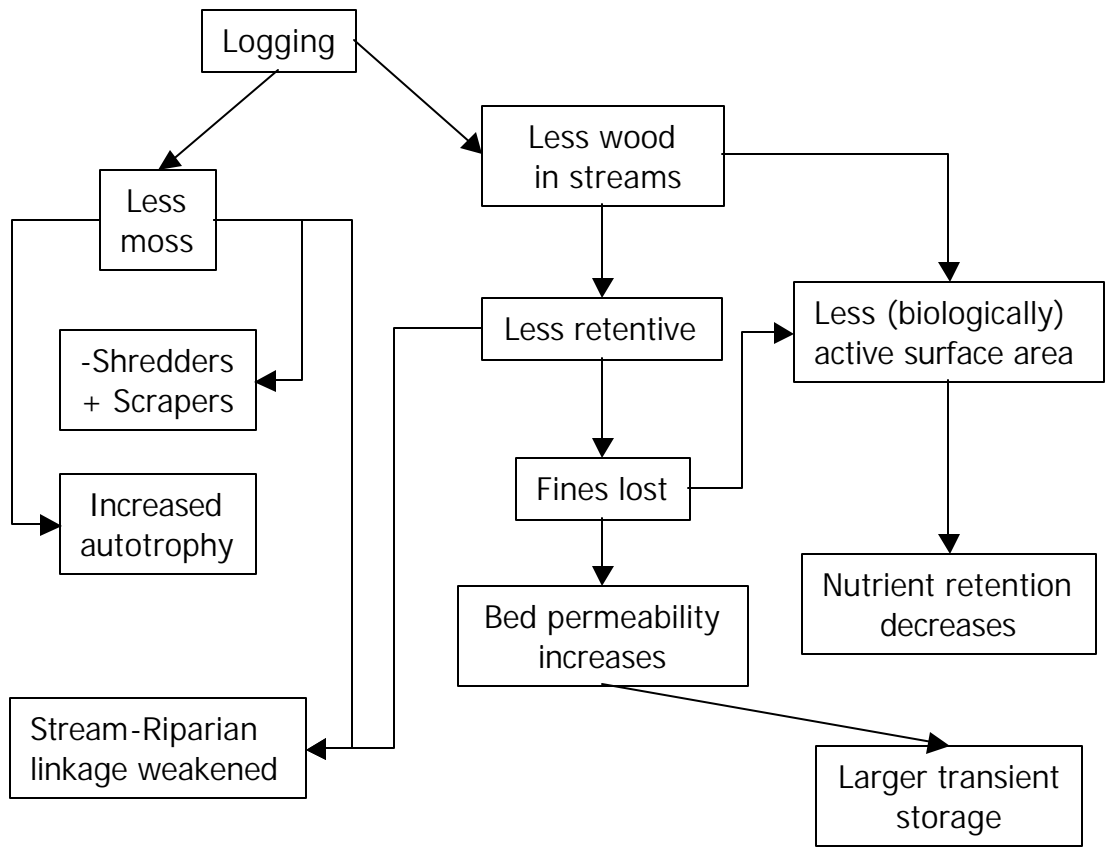 Logging
Less wood
in streams
Less
moss
Less (biologically)
active surface area
Less retentive
-Shredders
+ Scrapers
Fines lost
Increased
autotrophy
Nutrient retention
decreases
Bed permeability
increases
Stream-Riparian
linkage weakened
Larger transient
storage